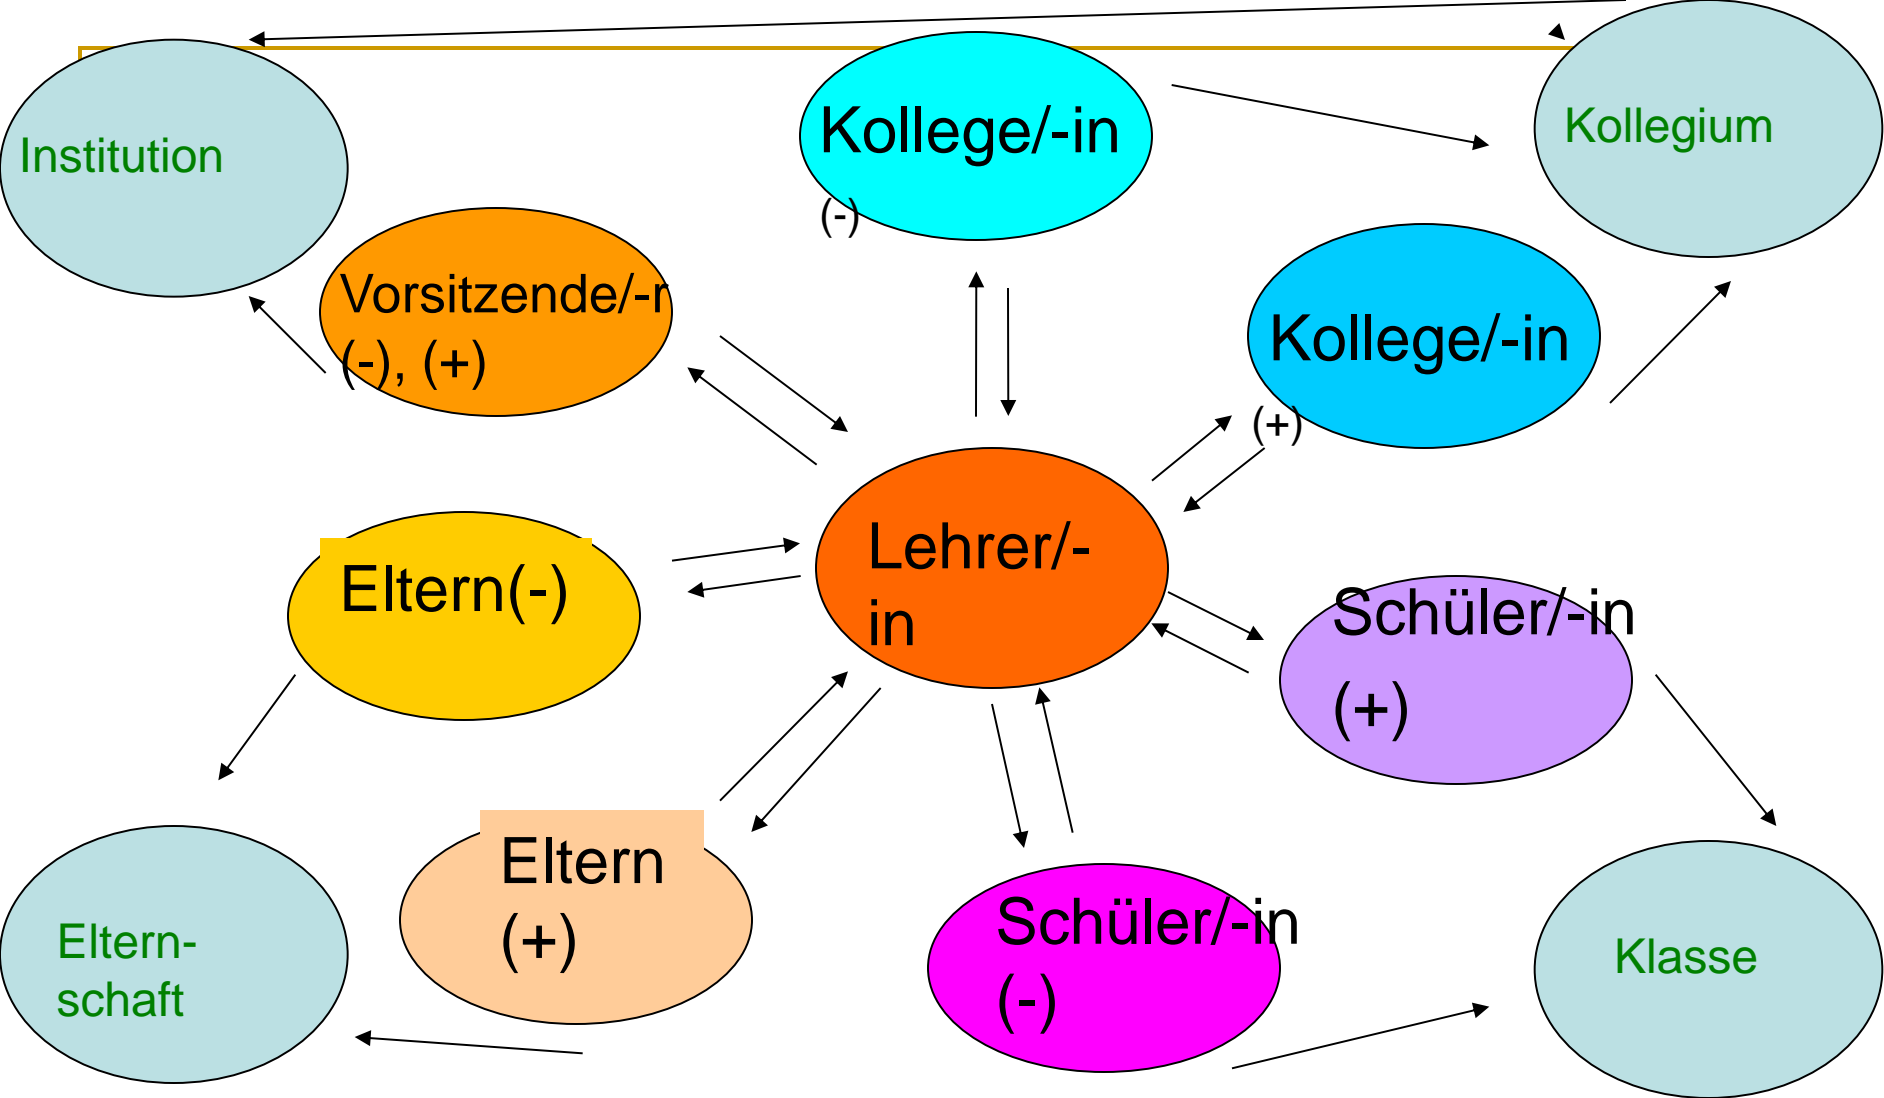 Institution
Kollege/-in
(-)
Kollegium
Vorsitzende/-r
(-), (+)
Kollege/-in
(+)
Lehrer/-
in
Eltern(-)
Schüler/-in
(+)
Eltern
(+)
Schüler/-in
(-)
Eltern-
schaft
Klasse